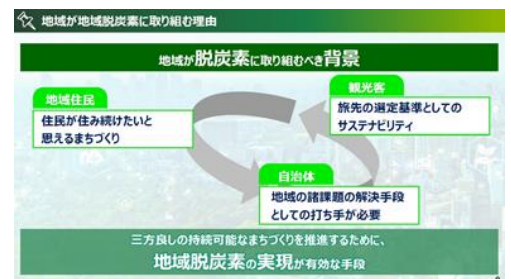 地域が地域脱炭素に取り組む理由
地域が脱炭素に取り組むべき背景
地域住民
住民が住み続けたいと
思えるまちづくり
観光客
旅先の選定基準としての
サステナビリティ
自治体
地域の諸課題の解決手段
としての打ち手が必要
三方良しの持続可能なまちづくりを推進するために、
地域脱炭素の実現が有効な手段